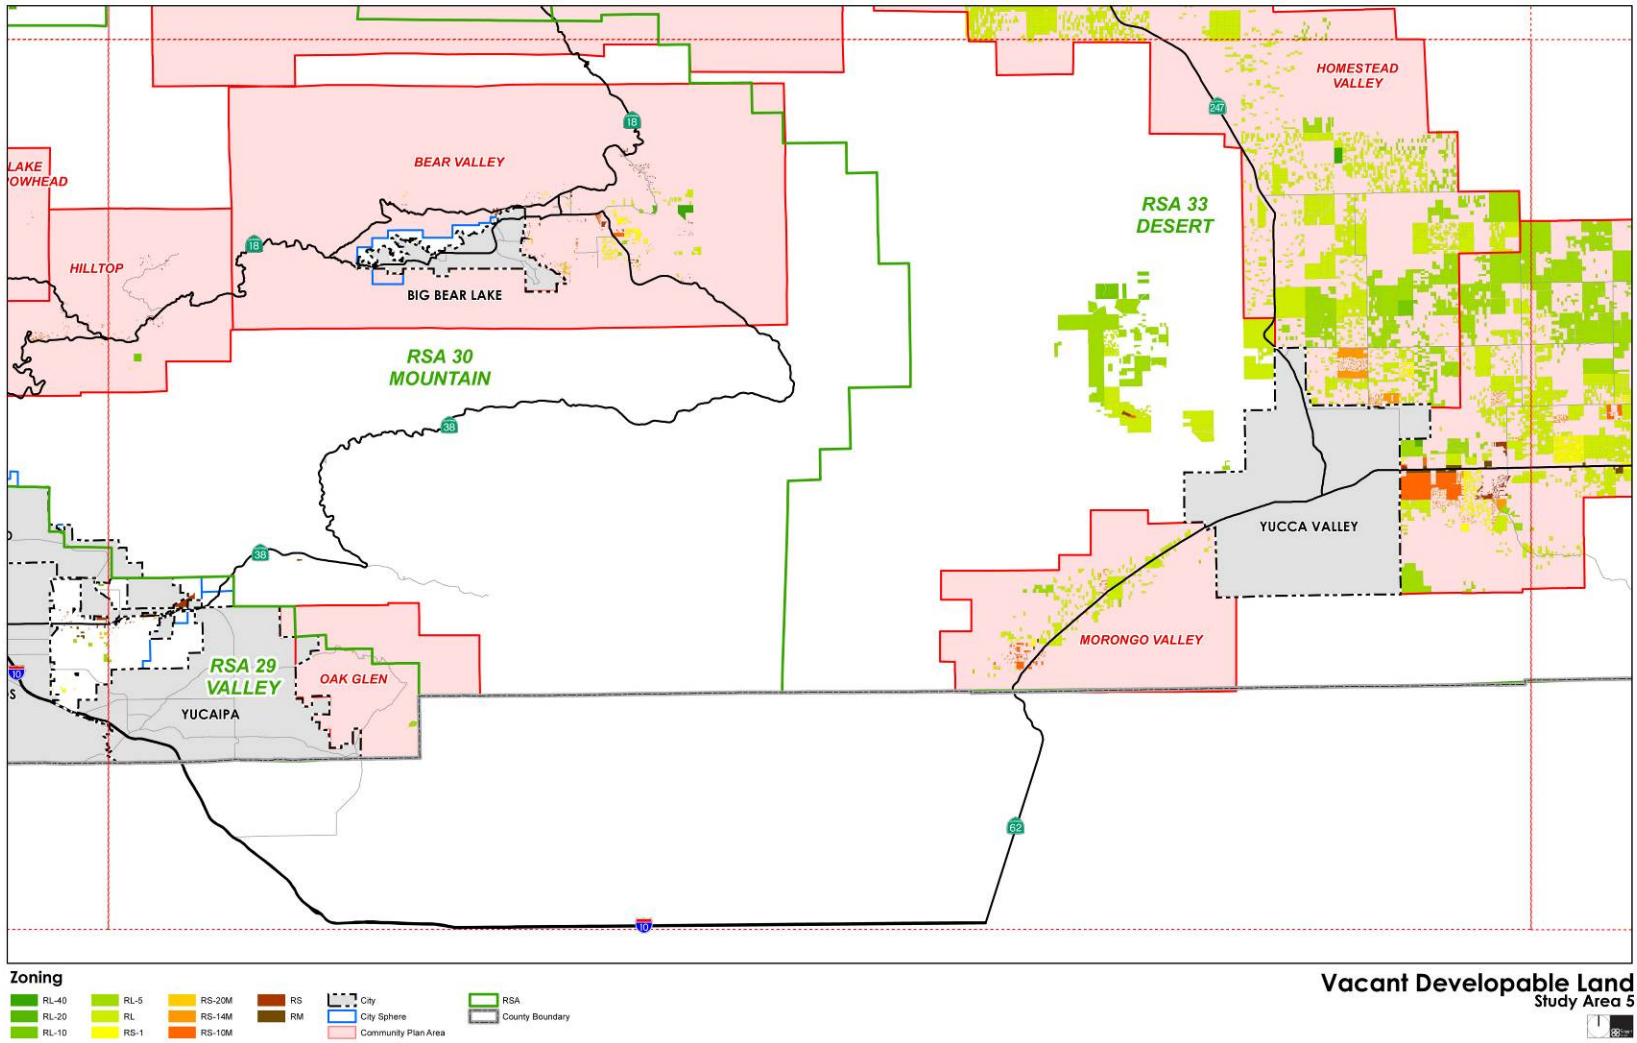 HOMESTEAD
VALLEY
247
18
BEAR VALLEY
LAKE
OWHEAD
RSA 33
DESERT
18
HILLTOP
BIG BEAR LAKE
RSA 30
MOUNTAIN
38
YUCCA VALLEY
38
MORONGO VALLEY
RSA 29
VALLEY
OAK GLEN
10
S
YUCAIPA
62
10
Zoning
RL-40
RL-20
RL-10
RL-5
RL
RS-1
RS-20M
RS-14M
RS-10M
RS
RM
City
City Sphere
Community Plan Area
RSA
County Boundary
Vacant Developable Land
Study Area 5